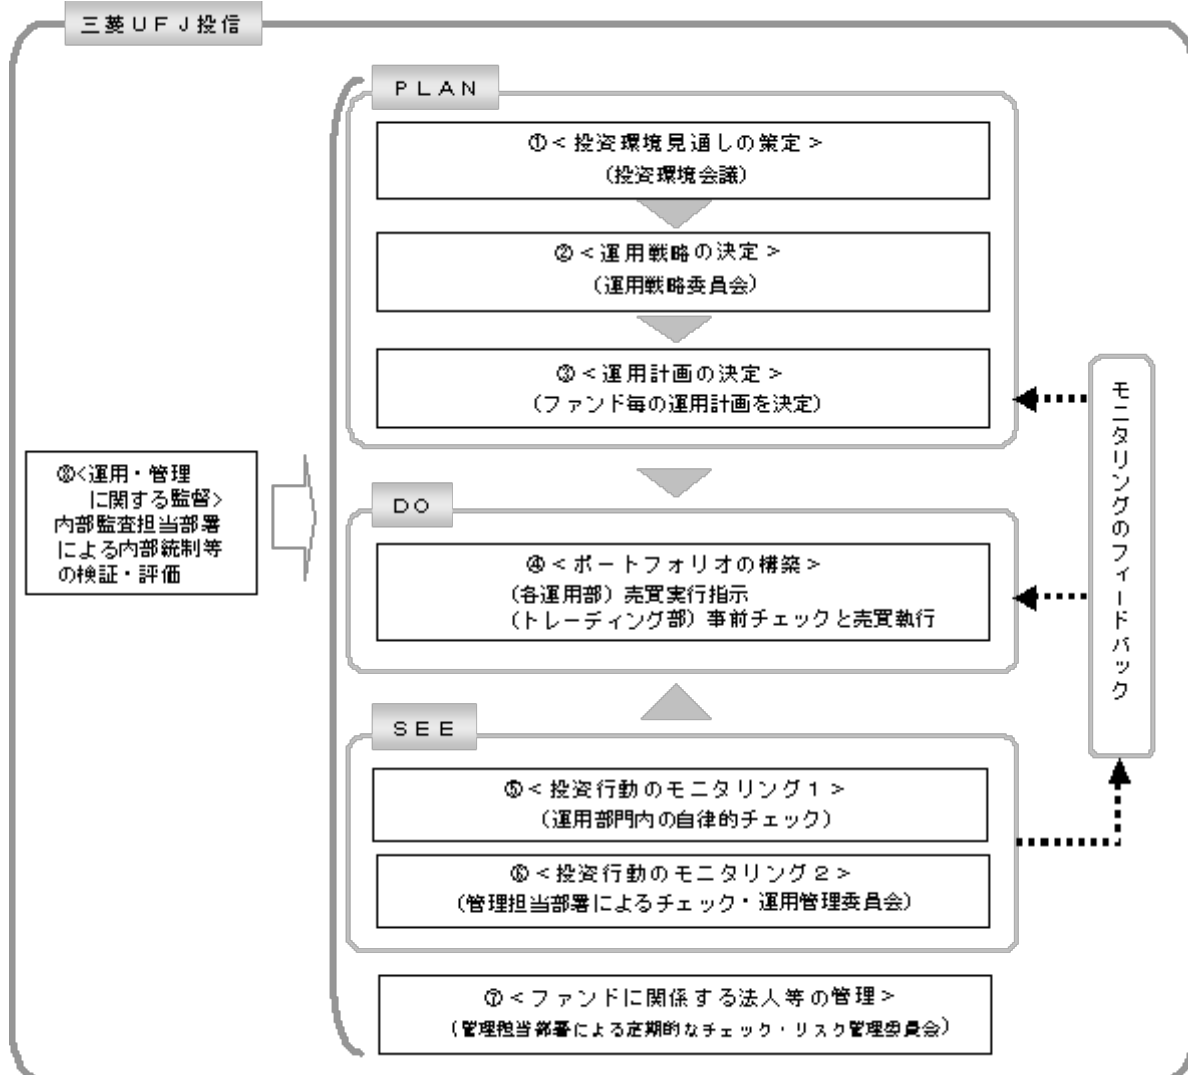 三菱ＵＦＪ投信
ＰＬＡＮ
①＜投資環境見通しの策定＞
（投資環境会議）
②＜運用戦略の決定＞
（運用戦略委員会）
③＜運用計画の決定＞
（ファンド毎の運用計画を決定）
⑧<運用・管理
に関する監督>
内部監査担当部署
による内部統制等
の検証・評価
ＤＯ
④＜ポートフォリオの構築＞
（各運用部）売買実行指示
（トレーディング部）事前チェックと売買執行
ＳＥＥ
⑤＜投資行動のモニタリング１＞
（運用部門内の自律的チェック）
⑥＜投資行動のモニタリング２＞
（管理担当部署によるチェック・運用管理委員会）
⑦＜ファンドに関係する法人等の管理＞
（管理担当部署による定期的なチェック・リスク管理委員会）
モニタリングのフィードバック